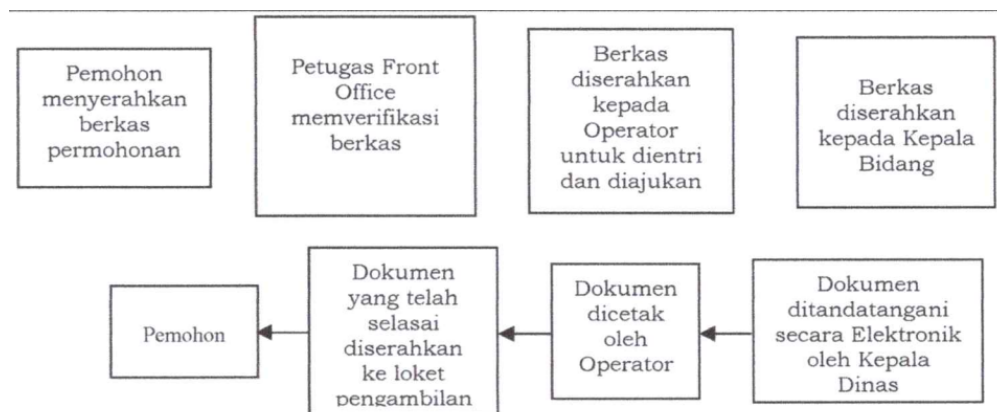 Pemohon
menyerahkan
berkas
permohonan
Petugas Front
Office
memverifikasi
berkas
Berkas
diserahkan
kepada
Operator
untuk dientri
dan diajukan
Berkas
diserahkan
kepada Kepala
Bidang
Pemohon
Dokumen
yang telah
selasai
diserahkan
ke loket
pengambilan
Dokumen
dicetak
oleh
Operator
Dokumen
ditandatangani
secara Elektronik
oleh Kepala
Dinas